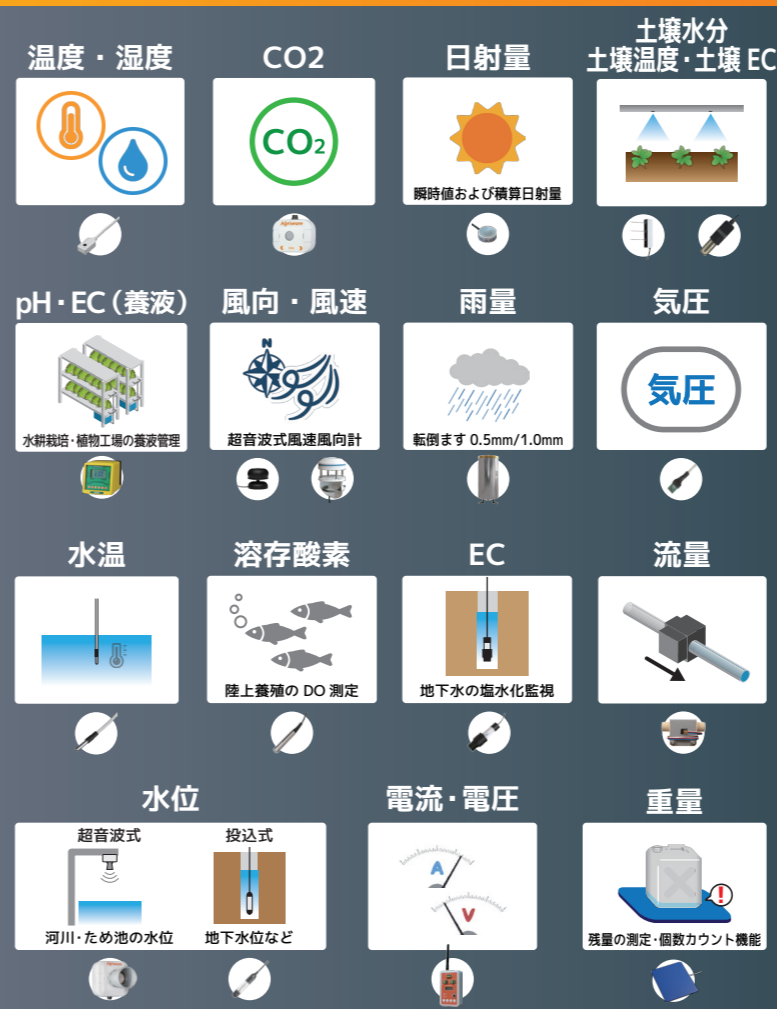 温度・湿度
CO2
日射量
土壌水分
土壌温度・土壌 EC
CO2
瞬時値および積算日射量
pH・EC（養液）
風向・風速
雨量
気圧
水耕栽培・植物工場の養液管理
N
超音波式風速風向計
転倒ます 0.5mm/1.0mm
気圧
水温
溶存酸素
EC
流量
陸上養殖の DO 測定
地下水の塩水化監視
水位
電流・電圧
重量
超音波式
投込式
河川・ため池の水位
地下水位など
A
V
!
残量の測定・個数カウント機能